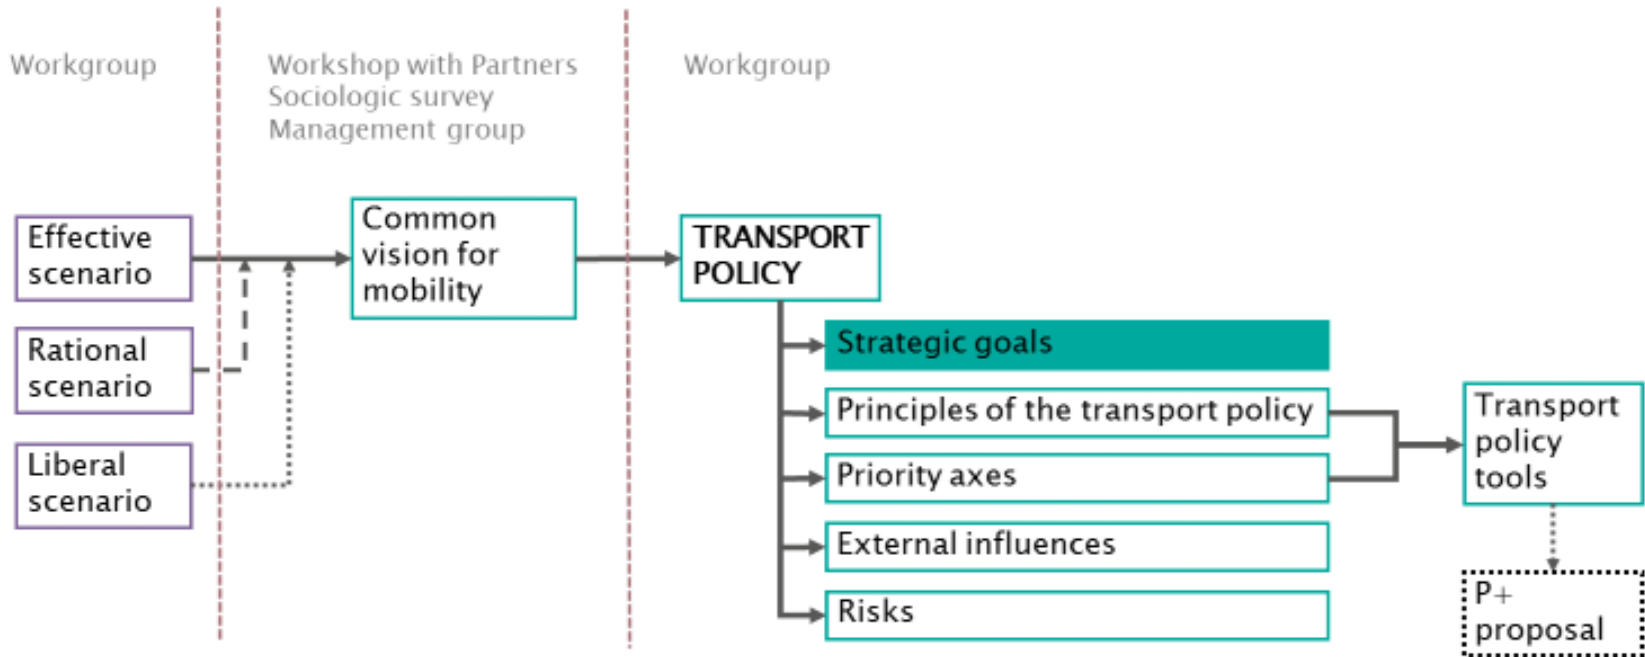 Workgroup
Workshop with Partners
Sociologic survey
Management group
Workgroup
Effective
scenario
Rational
scenario
Liberal
scenario
Common
vision for
mobility
TRANSPORT
POLICY
Strategic goals
Principles of the transport policy
Priority axes
External influences
Risks
Transport
policy
tools
P+
proposal